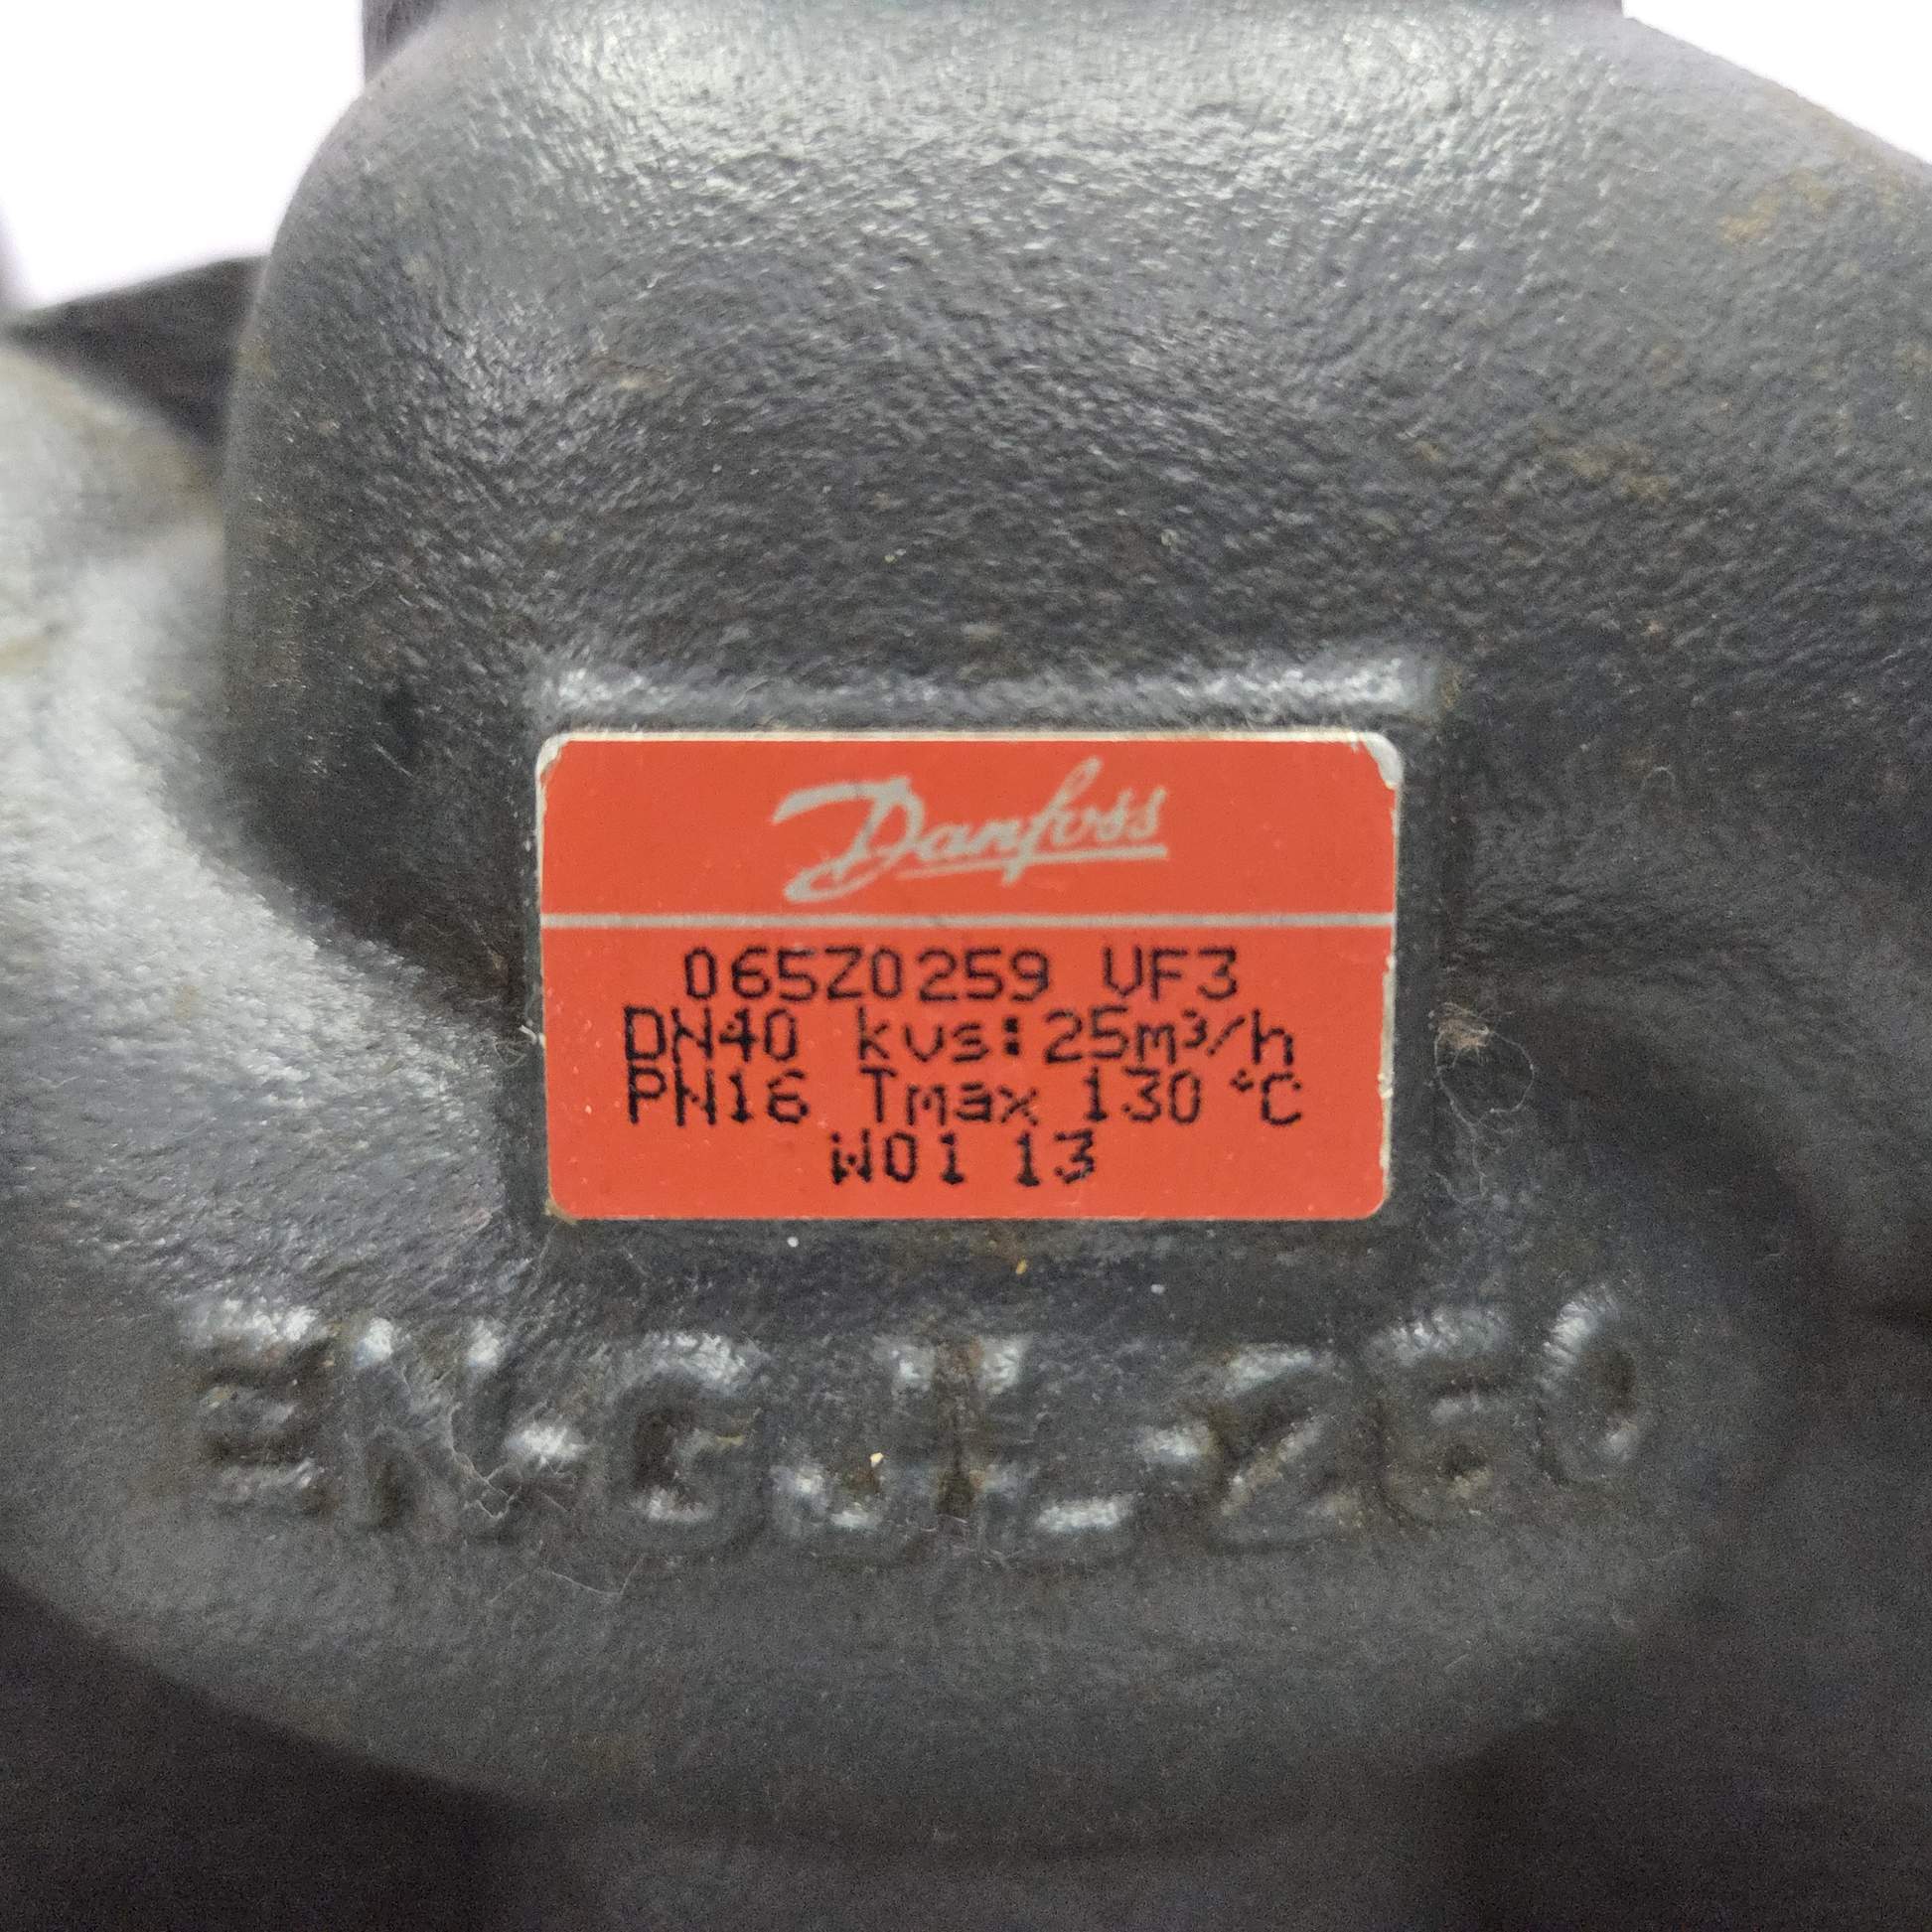 Danfoss
065Z0259 VF3
DN40 kvs:25m³/h
PN16 Tmax 130 °C
W01 13
EN-GJL 250